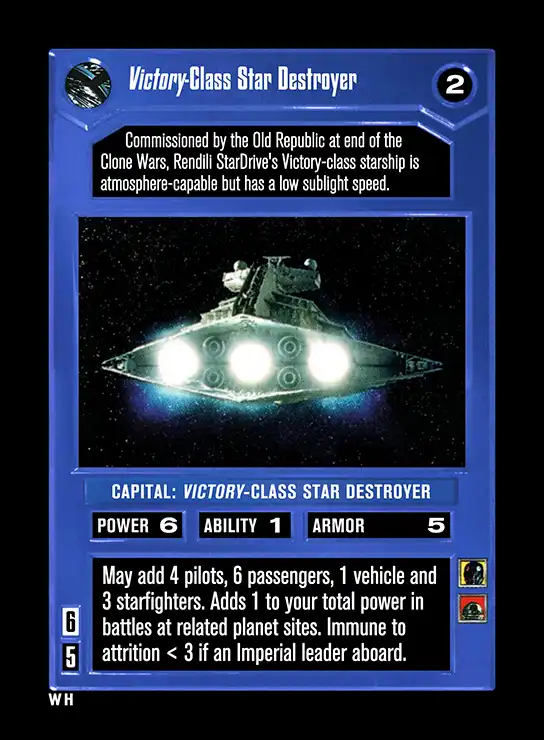 Victory-Class Star Destroyer
2
Commissioned by the Old Republic at end of the
Clone Wars, Rendili StarDrive's Victory-class starship is
atmosphere-capable but has a low sublight speed.
CAPITAL: VICTORY-CLASS STAR DESTROYER
POWER 6 ABILITY 1 ARMOR 5
May add 4 pilots, 6 passengers, 1 vehicle and
3 starfighters. Adds 1 to your total power in
battles at related planet sites. Immune to
attrition < 3 if an Imperial leader aboard.
6
5
W H